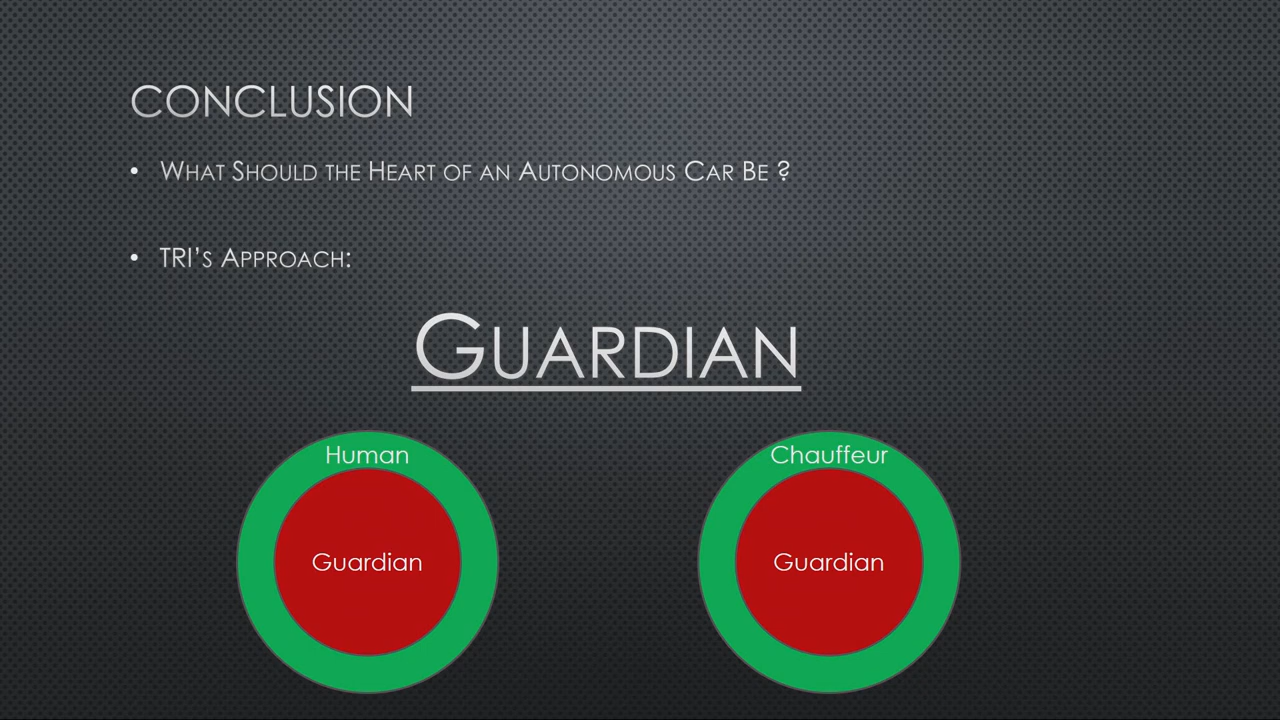 CONCLUSION
• WHAT SHOULD THE HEART OF AN AUTONOMOUS CAR BE ?
• TRI'S APPROACH:
GUARDIAN
Human
Chauffeur
Guardian
Guardian